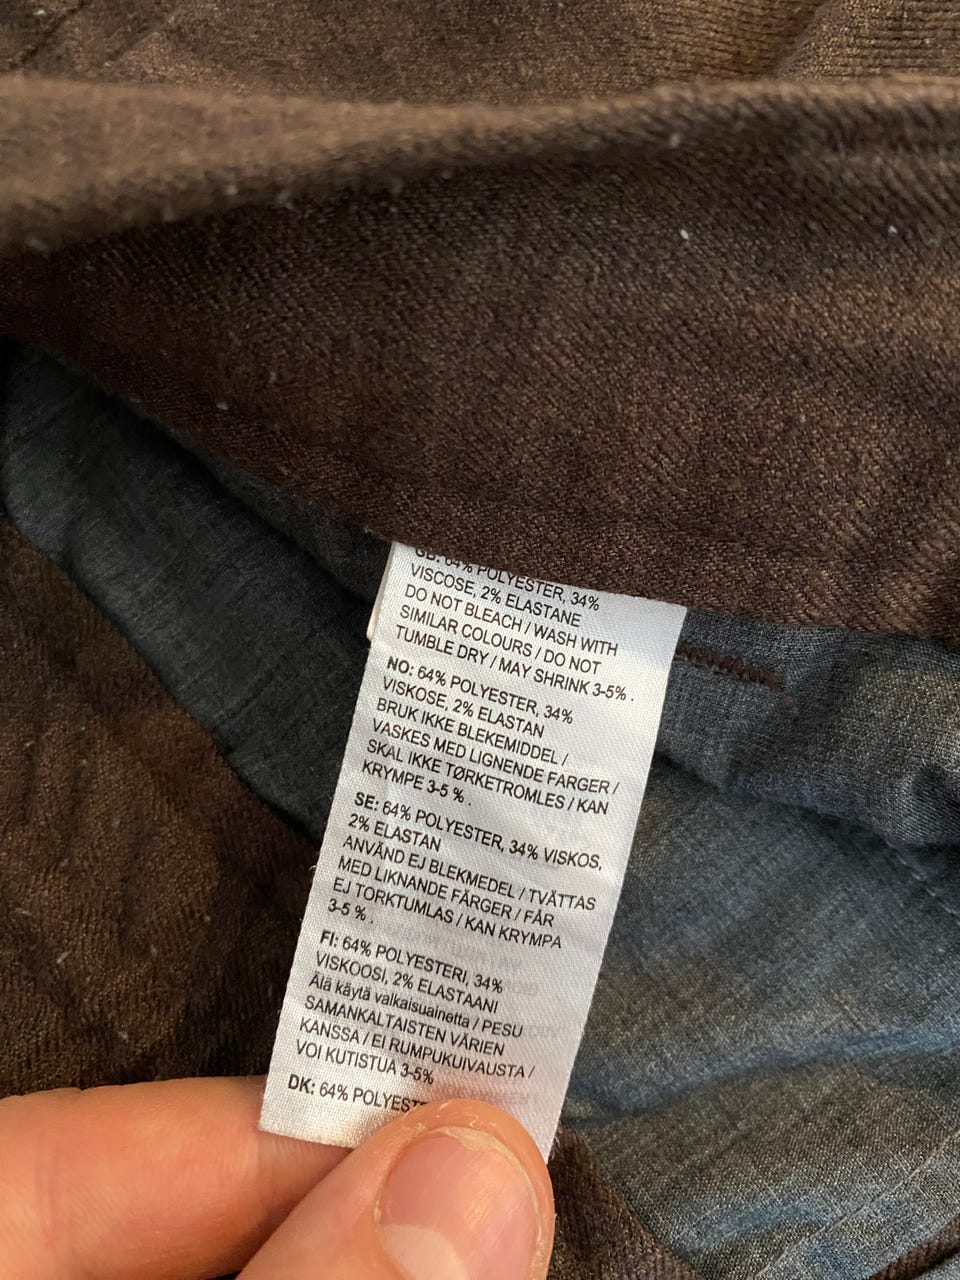 GB: 64% POLYESTER, 34%
VISCOSE, 2% ELASTANE
DO NOT BLEACH / WASH WITH
SIMILAR COLOURS / DO NOT
TUMBLE DRY / MAY SHRINK 3-5% .
NO: 64% POLYESTER, 34%
VISKOSE, 2% ELASTAN
BRUK IKKE BLEKEMIDDEL /
VASKES MED LIGNENDE FARGER /
SKAL IKKE TØRKETROMLES / KAN
KRYMPE 3-5 % .
SE: 64% POLYESTER, 34% VISKOS,
2% ELASTAN
ANVÄND EJ BLEKMEDEL / TVÄTTAS
MED LIKNANDE FÄRGER / FÅR
EJ TORKTUMLAS / KAN KRYMPA
3-5 % .
FI: 64% POLYESTERI, 34%
VISKOOSI, 2% ELASTAANI
Älä käytä valkaisuainetta / PESU
SAMANKALTAISTEN VÄRIEN
KANSSA / EI RUMPUKUIVAUSTA /
VOI KUTISTUA 3-5%
DK: 64% POLYEST